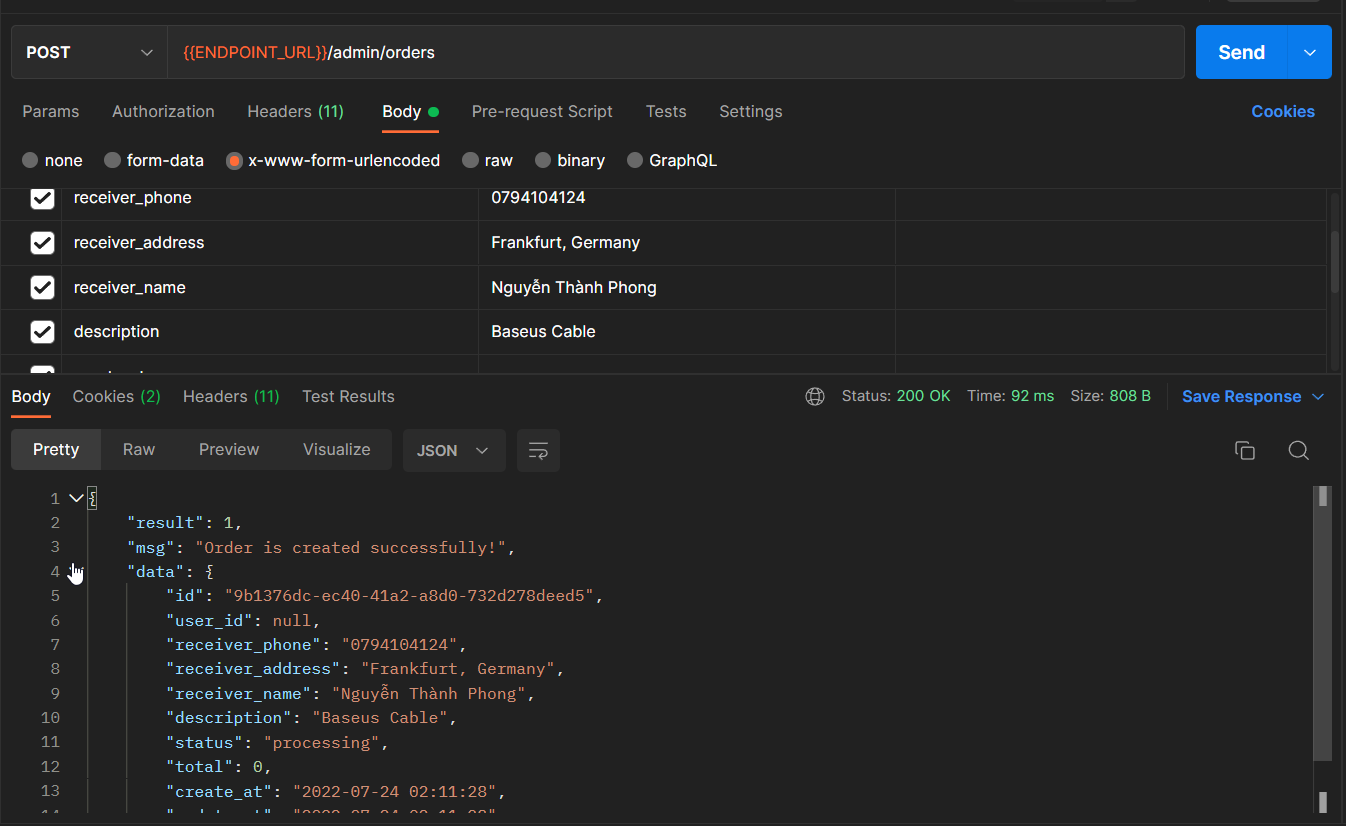 POST {{ENDPOINT_URL}}/admin/orders Send
Params Authorization Headers (11) Body Pre-request Script Tests Settings Cookies
none form-data x-www-form-urlencoded raw binary GraphQL
receiver_phone 0794104124
receiver_address Frankfurt, Germany
receiver_name Nguyễn Thành Phong
description Baseus Cable
Body Cookies (2) Headers (11) Test Results Status: 200 OK Time: 92 ms Size: 808 B Save Response
Pretty Raw Preview Visualize JSON
1 {
2 "result": 1,
3 "msg": "Order is created successfully!",
4 "data": {
5 "id": "9b1376dc-ec40-41a2-a8d0-732d278deed5",
6 "user_id": null,
7 "receiver_phone": "0794104124",
8 "receiver_address": "Frankfurt, Germany",
9 "receiver_name": "Nguyễn Thành Phong",
10 "description": "Baseus Cable",
11 "status": "processing",
12 "total": 0,
13 "create_at": "2022-07-24 02:11:28",